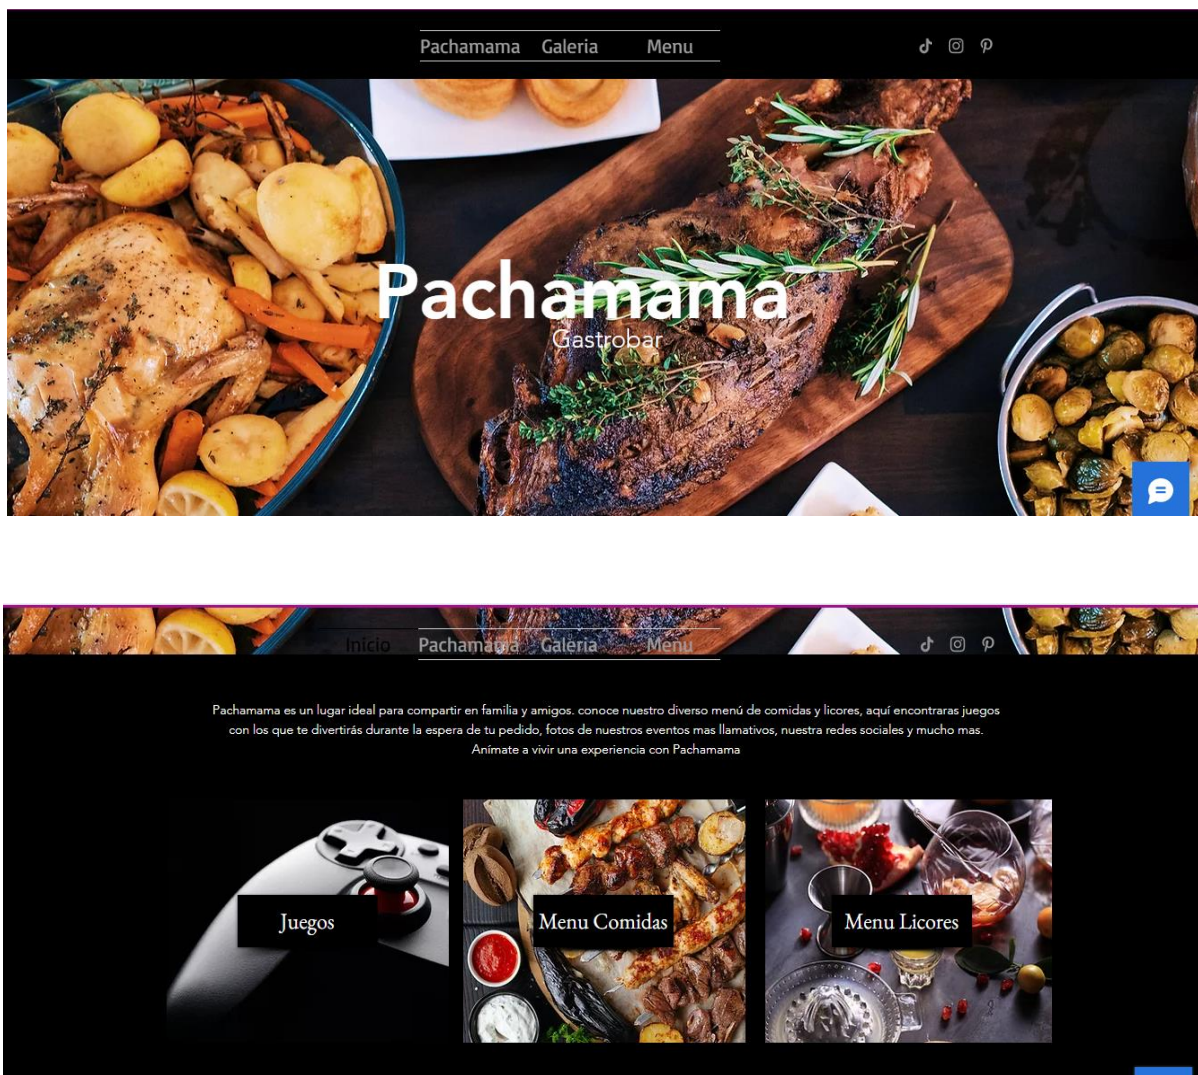 Pachamama Galeria Menu
Pachamama
Gastrobar
Inicio Pachamama Galeria Menu
Pachamama es un lugar ideal para compartir en familia y amigos. conoce nuestro diverso menú de comidas y licores, aquí encontraras juegos
con los que te divertirás durante la espera de tu pedido, fotos de nuestros eventos mas llamativos, nuestra redes sociales y mucho mas.
Anímate a vivir una experiencia con Pachamama
Juegos
Menu Comidas
Menu Licores